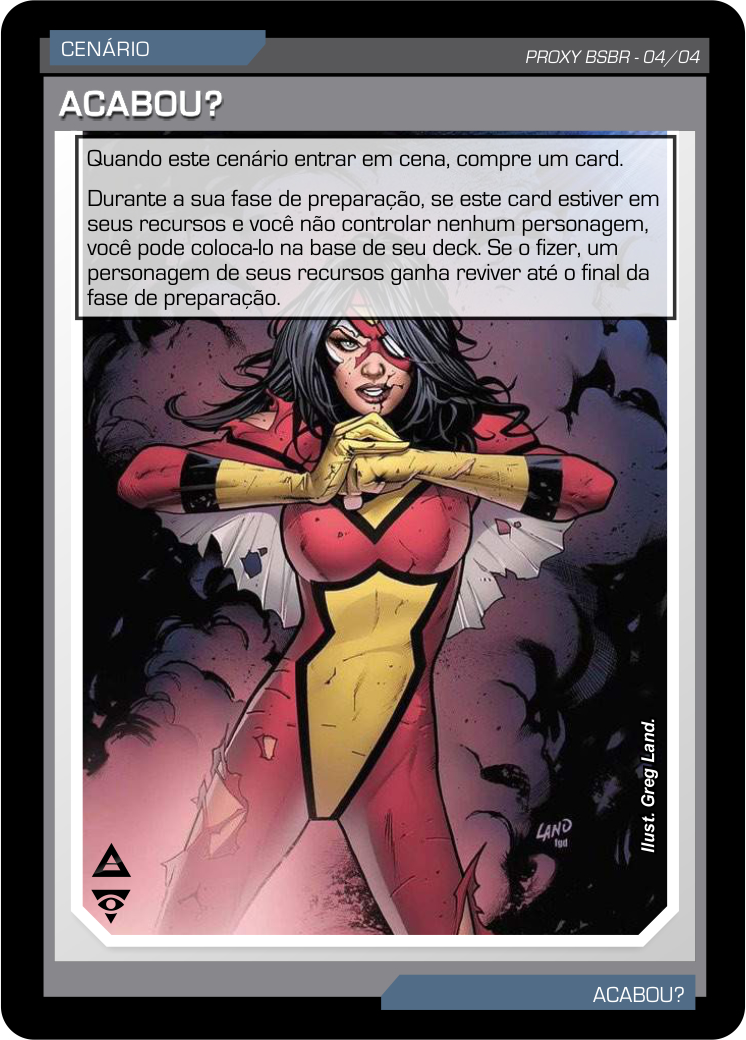 CENÁRIO
PROXY BSBR - 04/04
ACABOU?
Quando este cenário entrar em cena, compre um card.
Durante a sua fase de preparação, se este card estiver em
seus recursos e você não controlar nenhum personagem,
você pode coloca-lo na base de seu deck. Se o fizer, um
personagem de seus recursos ganha reviver até o final da
fase de preparação.
Ilust. Greg Land.
LAND
fyd
ACABOU?